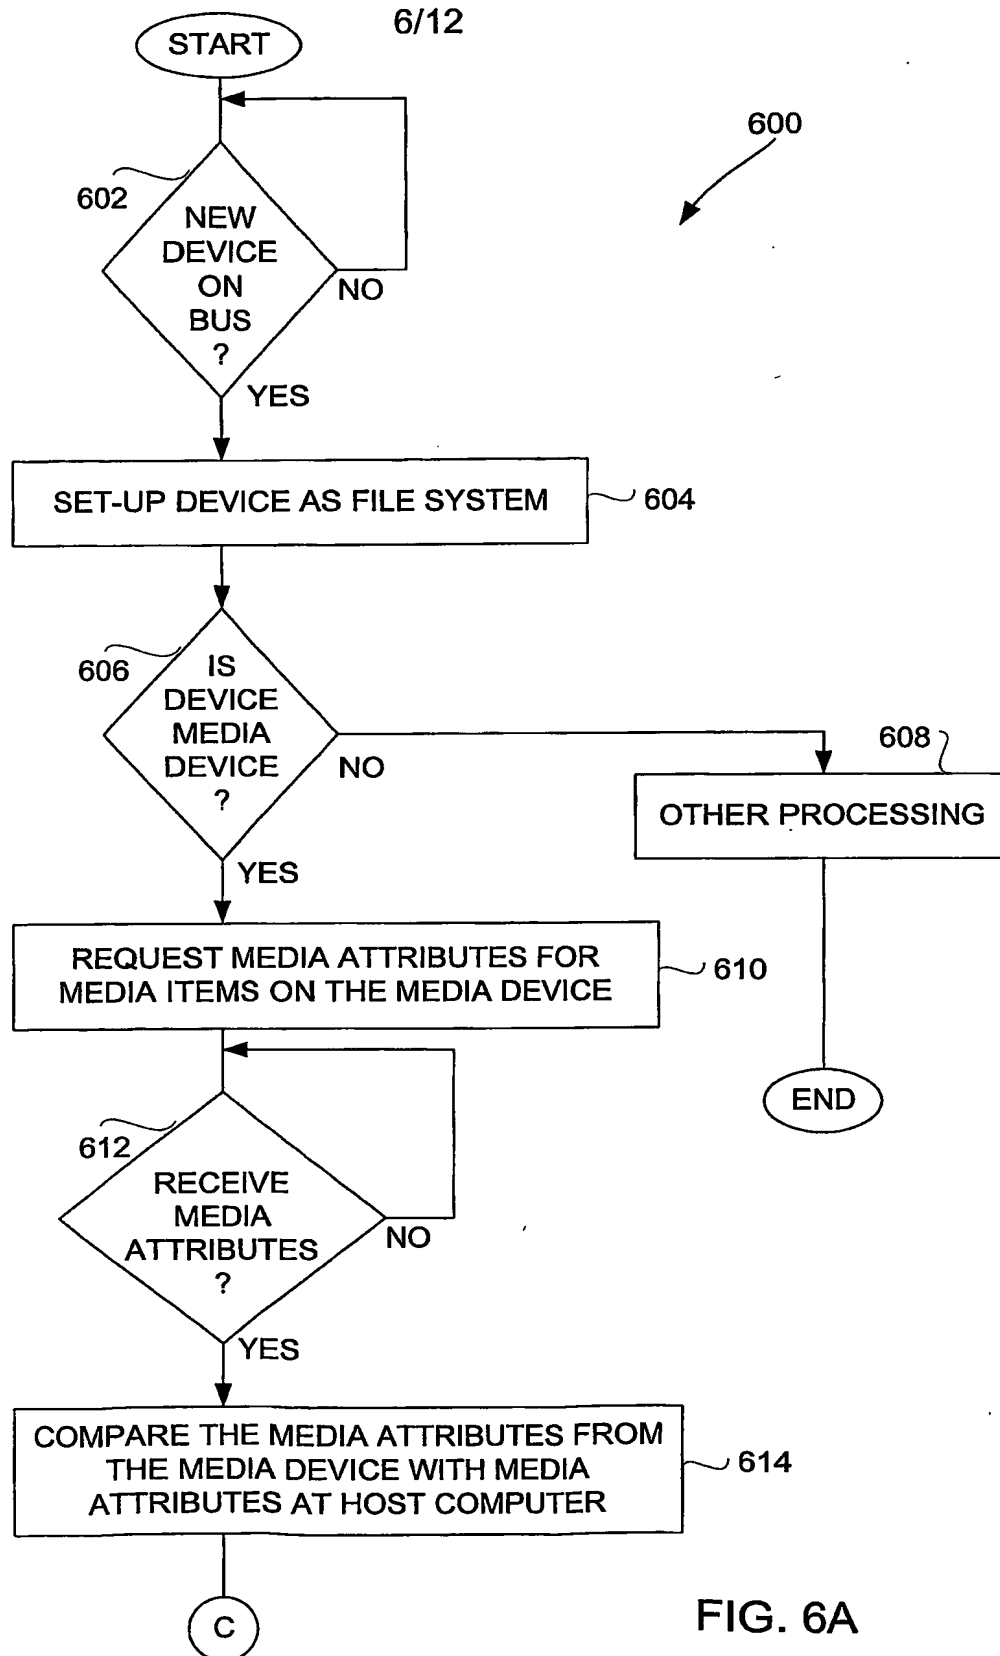 6/12
START
600
602
NEW
DEVICE
ON
BUS
?
NO
YES
SET-UP DEVICE AS FILE SYSTEM
604
606
IS
DEVICE
MEDIA
DEVICE
?
NO
608
OTHER PROCESSING
YES
REQUEST MEDIA ATTRIBUTES FOR
MEDIA ITEMS ON THE MEDIA DEVICE
610
END
612
RECEIVE
MEDIA
ATTRIBUTES
?
NO
YES
COMPARE THE MEDIA ATTRIBUTES FROM
THE MEDIA DEVICE WITH MEDIA
ATTRIBUTES AT HOST COMPUTER
614
C
FIG. 6A